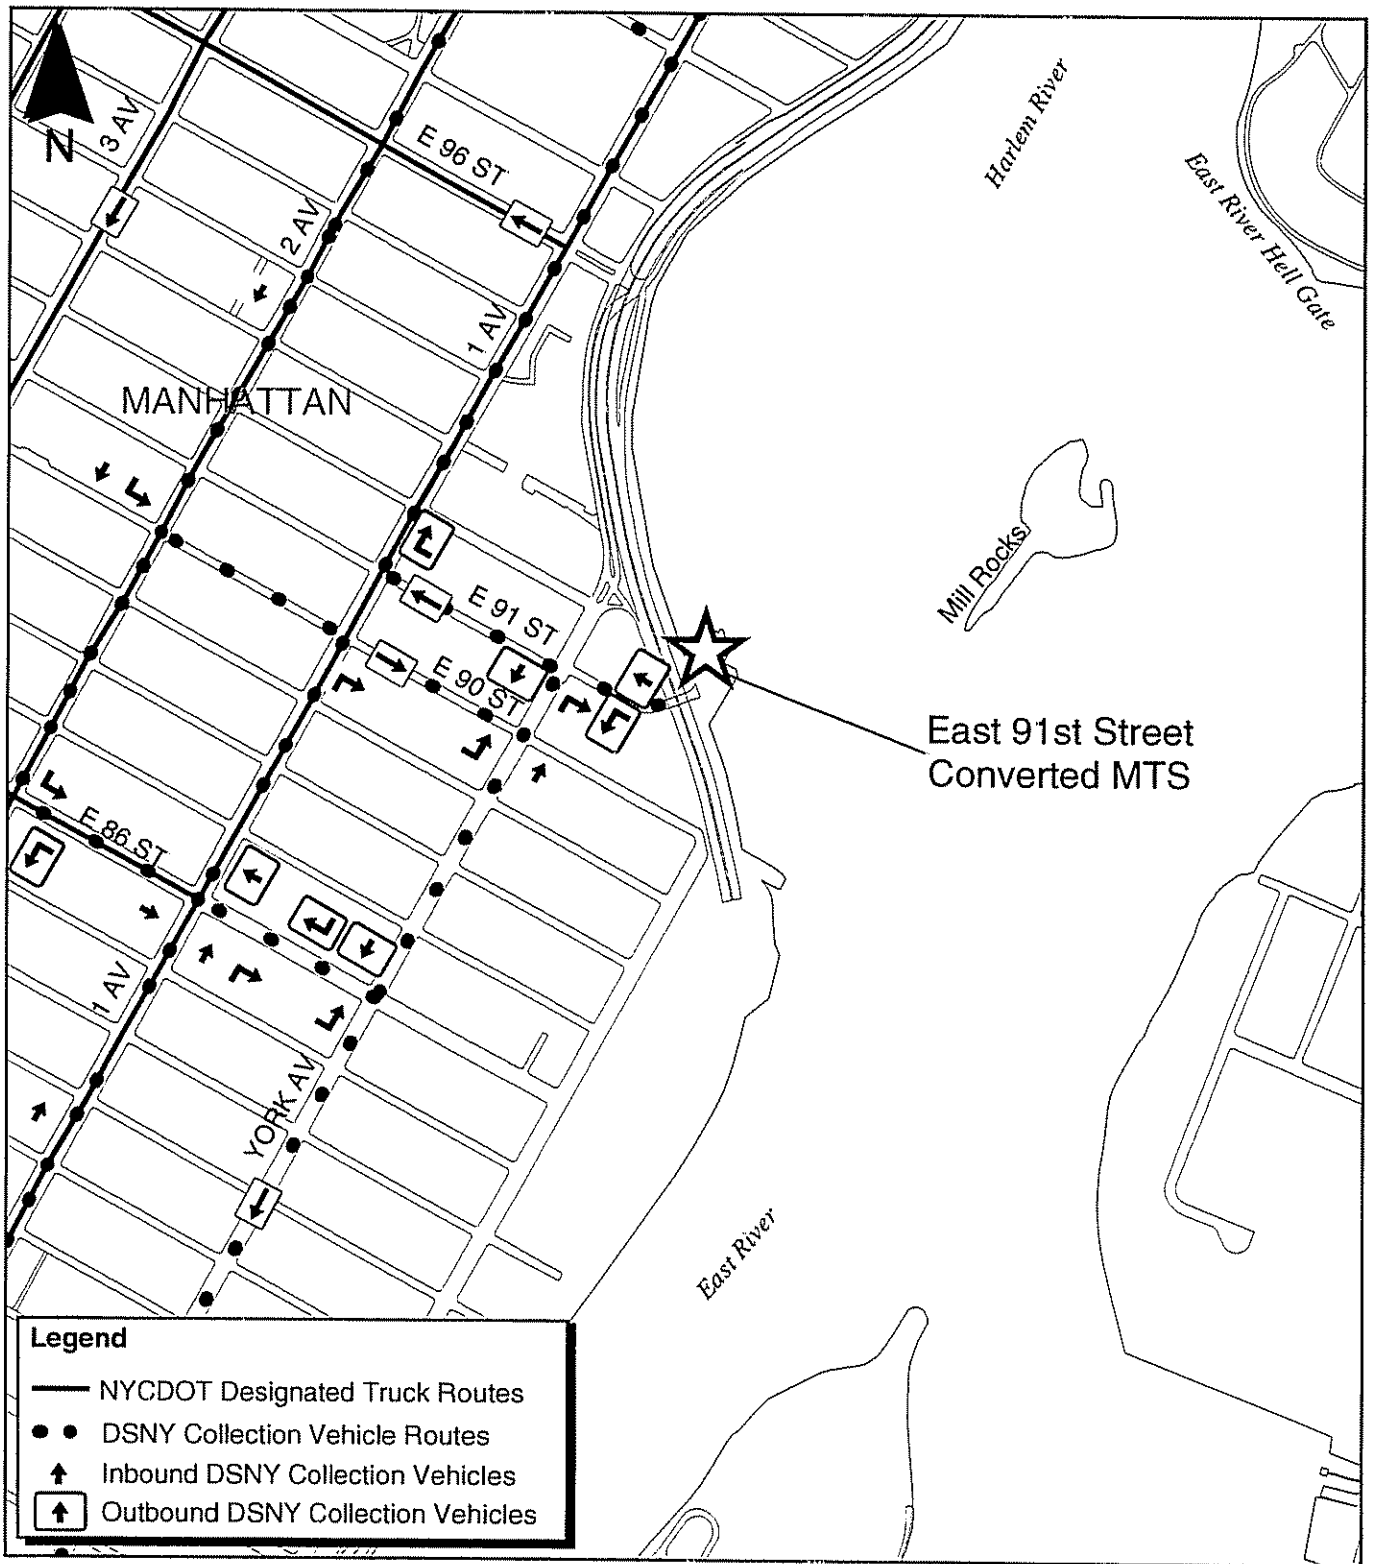 N
3 AV
2 AV
E 96 ST
1 AV
Harlem River
East River Hell Gate
MANHATTAN
Mill Rocks
E 91 ST
E 90 ST
East 91st Street
Converted MTS
E 86 ST
1 AV
YORK AV
East River
Legend
NYCDOT Designated Truck Routes
DSNY Collection Vehicle Routes
Inbound DSNY Collection Vehicles
Outbound DSNY Collection Vehicles